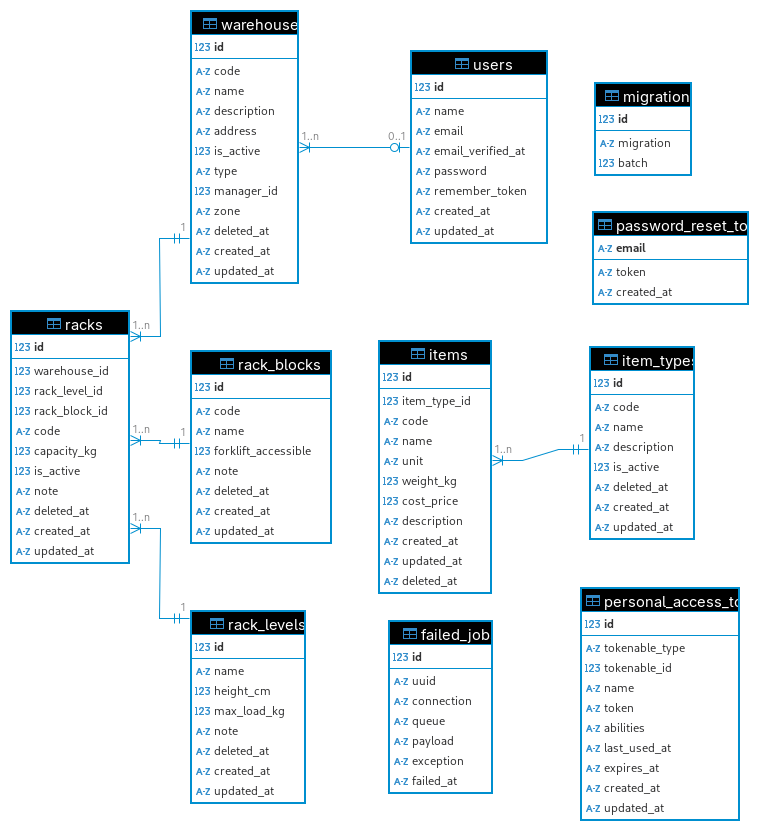 warehouse
123 id
A-Z code
A-Z name
A-Z description
A-Z address
123 is_active
A-Z type
123 manager_id
A-Z zone
A-Z deleted_at
A-Z created_at
A-Z updated_at
1..n
0..1
users
123 id
A-Z name
A-Z email
A-Z email_verified_at
A-Z password
A-Z remember_token
A-Z created_at
A-Z updated_at
migration
123 id
A-Z migration
123 batch
password_reset_to
A-Z email
A-Z token
A-Z created_at
1
1..n
racks
123 id
123 warehouse_id
123 rack_level_id
123 rack_block_id
A-Z code
123 capacity_kg
123 is_active
A-Z note
A-Z deleted_at
A-Z created_at
A-Z updated_at
1..n
1
rack_blocks
123 id
A-Z code
A-Z name
123 forklift_accessible
A-Z note
A-Z deleted_at
A-Z created_at
A-Z updated_at
items
123 id
123 item_type_id
A-Z code
A-Z name
A-Z unit
123 weight_kg
123 cost_price
A-Z description
A-Z created_at
A-Z updated_at
A-Z deleted_at
1..n
1
item_types
123 id
A-Z code
A-Z name
A-Z description
123 is_active
A-Z deleted_at
A-Z created_at
A-Z updated_at
1..n
1
rack_levels
123 id
A-Z name
123 height_cm
123 max_load_kg
A-Z note
A-Z deleted_at
A-Z created_at
A-Z updated_at
failed_job
123 id
A-Z uuid
A-Z connection
A-Z queue
A-Z payload
A-Z exception
A-Z failed_at
personal_access_to
123 id
A-Z tokenable_type
123 tokenable_id
A-Z name
A-Z token
A-Z abilities
A-Z last_used_at
A-Z expires_at
A-Z created_at
A-Z updated_at